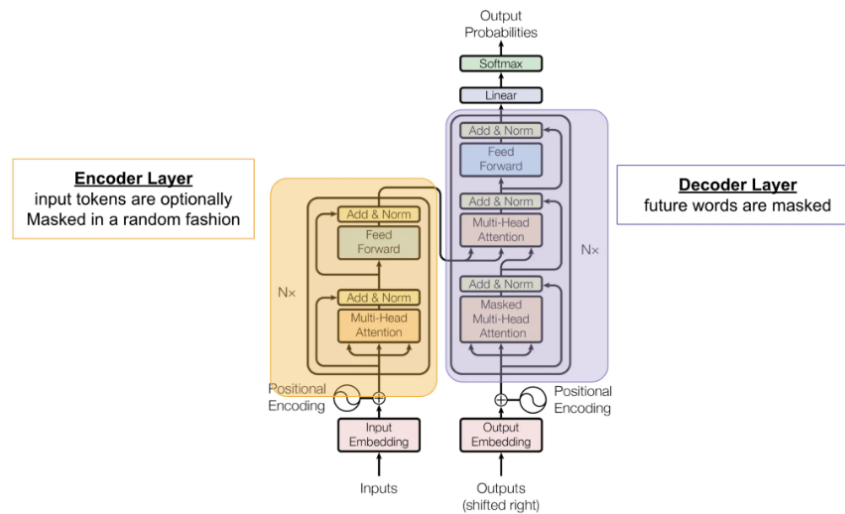 Output
Probabilities
Softmax
Linear
Encoder Layer
input tokens are optionally
Masked in a random fashion
Add & Norm
Feed
Forward
Nx
Add & Norm
Multi-Head
Attention
Positional
Encoding
Input
Embedding
Inputs
Add & Norm
Feed
Forward
Add & Norm
Multi-Head
Attention
Nx
Add & Norm
Masked
Multi-Head
Attention
Positional
Encoding
Output
Embedding
Outputs
(shifted right)
Decoder Layer
future words are masked